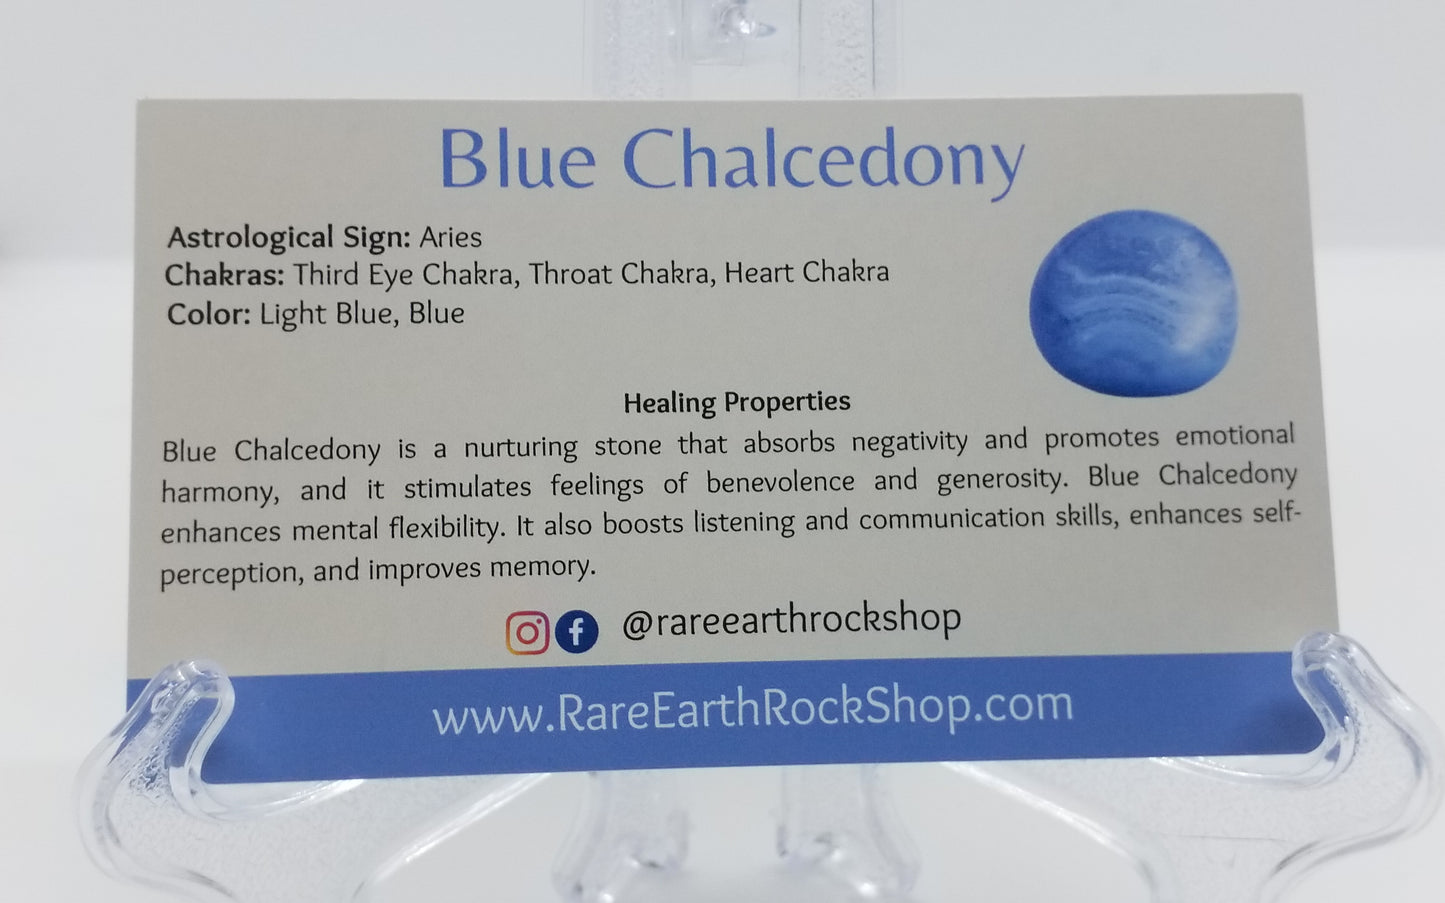 Blue Chalcedony
Astrological Sign: Aries
Chakras: Third Eye Chakra, Throat Chakra, Heart Chakra
Color: Light Blue, Blue
Healing Properties
Blue Chalcedony is a nurturing stone that absorbs negativity and promotes emotional
harmony, and it stimulates feelings of benevolence and generosity. Blue Chalcedony
enhances mental flexibility. It also boosts listening and communication skills, enhances self-
perception, and improves memory.
@rareearthrockshop
www.RareEarthRockShop.com